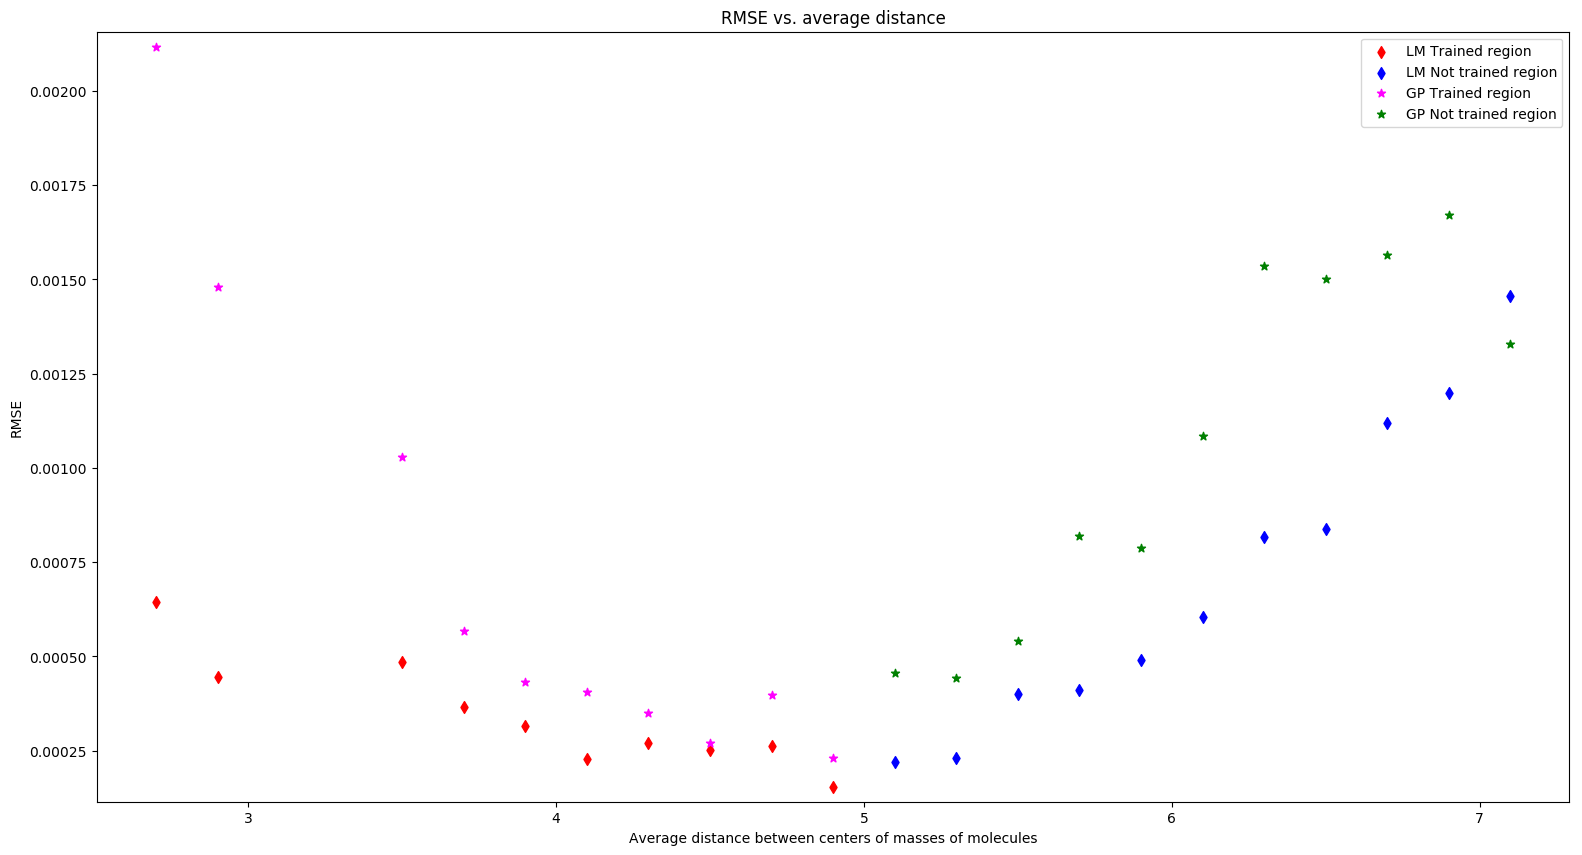 RMSE vs. average distance
LM Trained region
LM Not trained region
GP Trained region
GP Not trained region
0.00200
0.00175
0.00150
0.00125
0.00100
0.00075
0.00050
0.00025
RMSE
3 4 5 6 7
Average distance between centers of masses of molecules